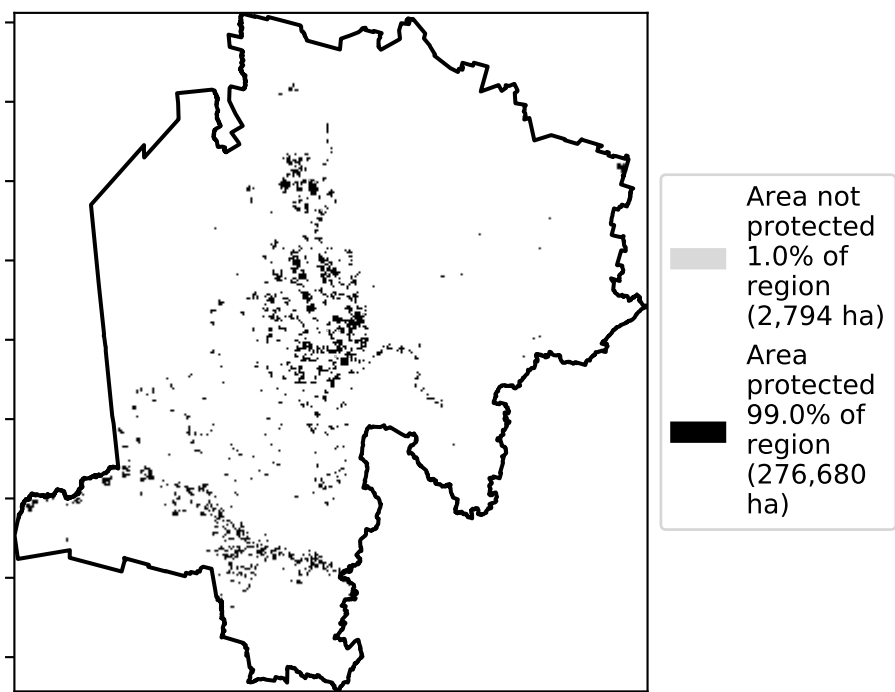 Area not
protected
1.0% of
region
(2,794 ha)
Area
protected
99.0% of
region
(276,680
ha)